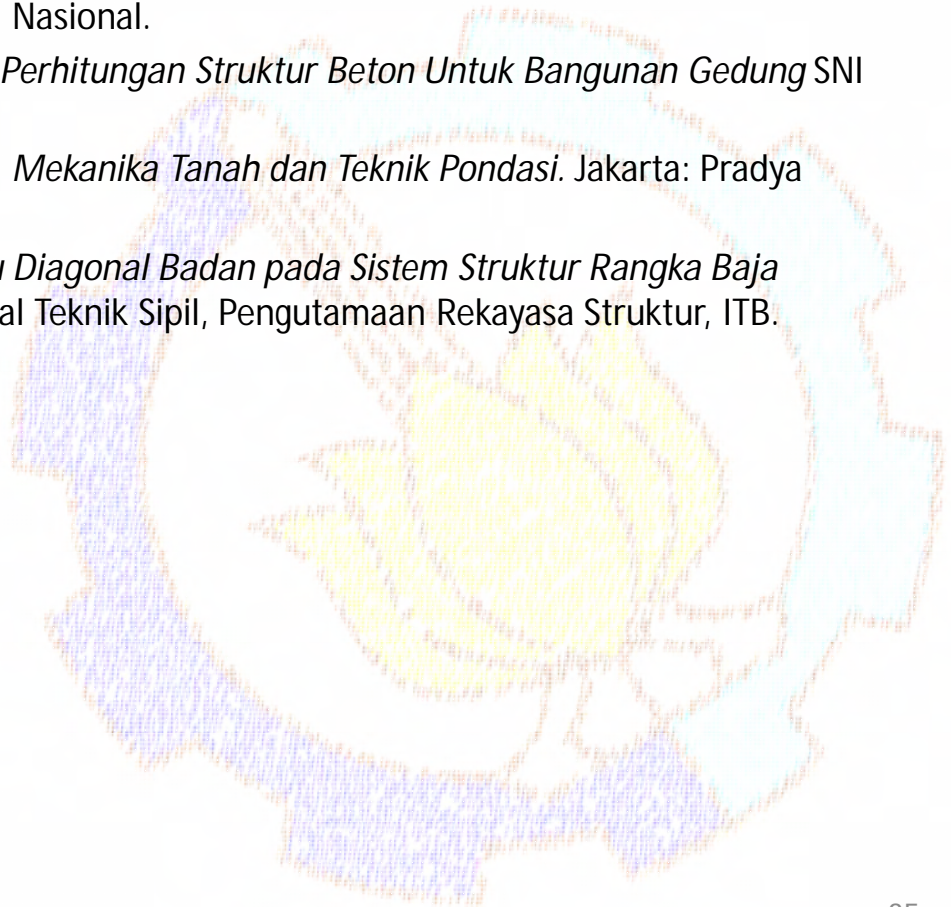 Nasional.
Perhitungan Struktur Beton Untuk Bangunan Gedung SNI
Mekanika Tanah dan Teknik Pondasi. Jakarta: Pradya
Diagonal Badan pada Sistem Struktur Rangka Baja
al Teknik Sipil, Pengutamaan Rekayasa Struktur, ITB.